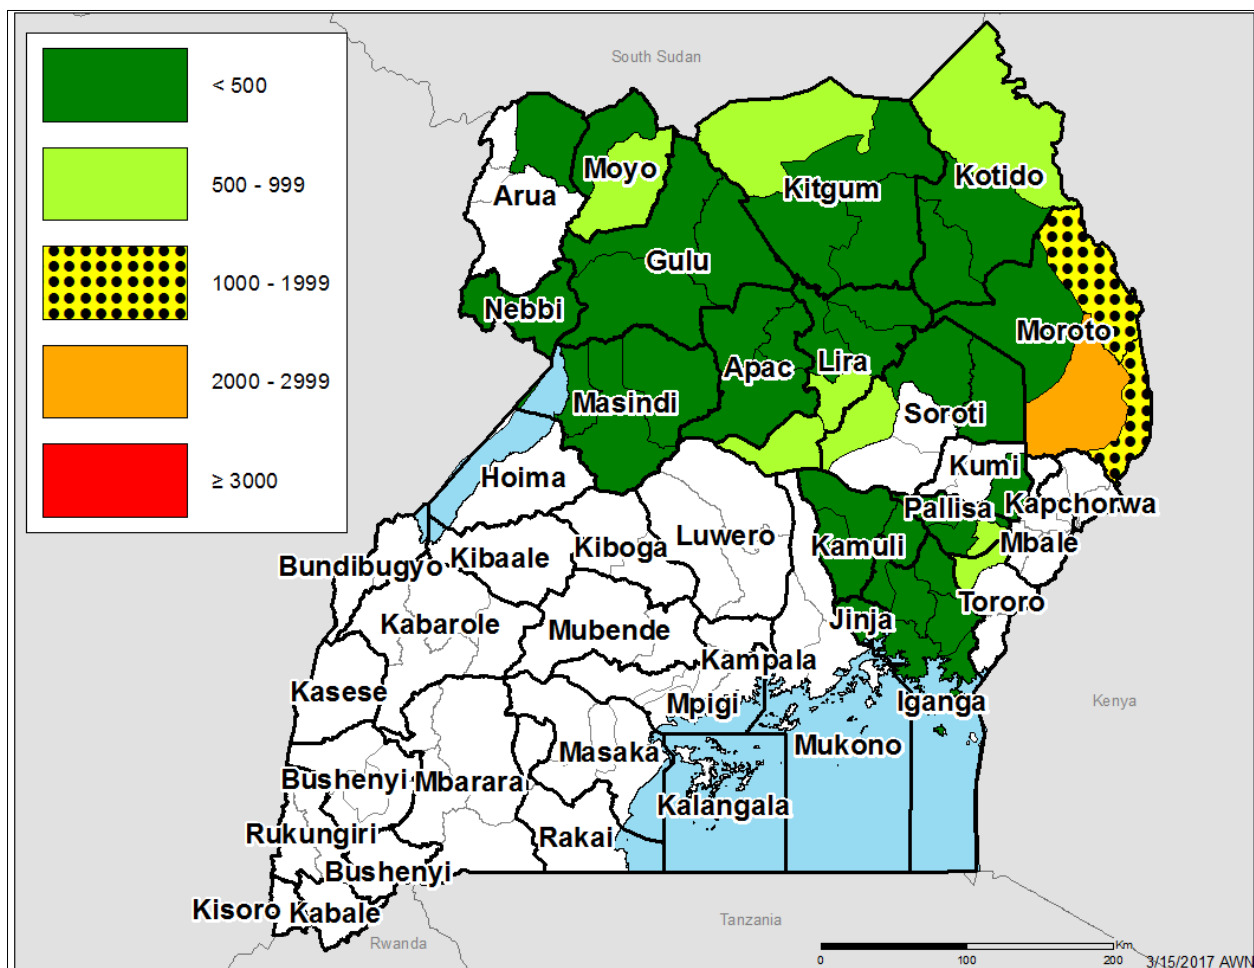 < 500
500 - 999
1000 - 1999
2000 - 2999
≥ 3000
South Sudan
Moyo
Arua
Kitgum
Kotido
Gulu
Nebbi
Moroto
Apac
Lira
Masindi
Soroti
Kumi
Hoima
Pallisa
Kapchorwa
Luwero
Kamuli
Mbale
Kiboga
Kibaale
Bundibugyo
Tororo
Jinja
Kabarole
Mubende
Kampala
Kasese
Mpigi
Iganga
Kenya
Mukono
Masaka
Bushenyi
Mbarara
Kalangala
Rukungiri
Rakai
Bushenyi
Kisoro
Kabale
Tanzania
Rwanda
Km
0 100 200
3/15/2017 AWN